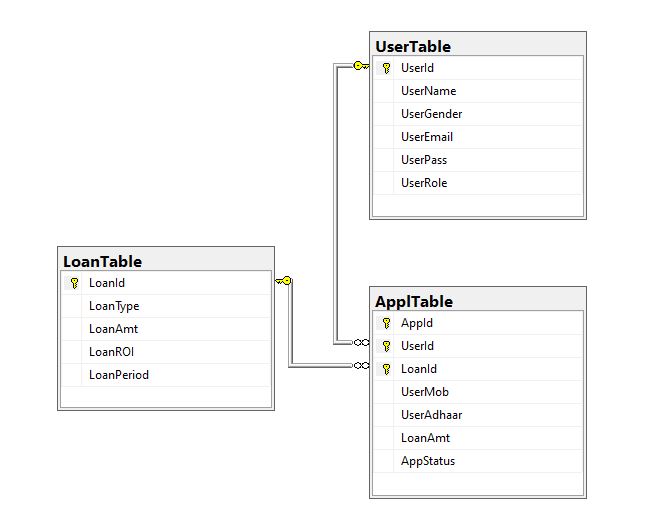 UserTable
UserId
UserName
UserGender
UserEmail
UserPass
UserRole
LoanTable
LoanId
LoanType
LoanAmt
LoanROI
LoanPeriod
ApplTable
AppId
UserId
LoanId
UserMob
UserAdhaar
LoanAmt
AppStatus